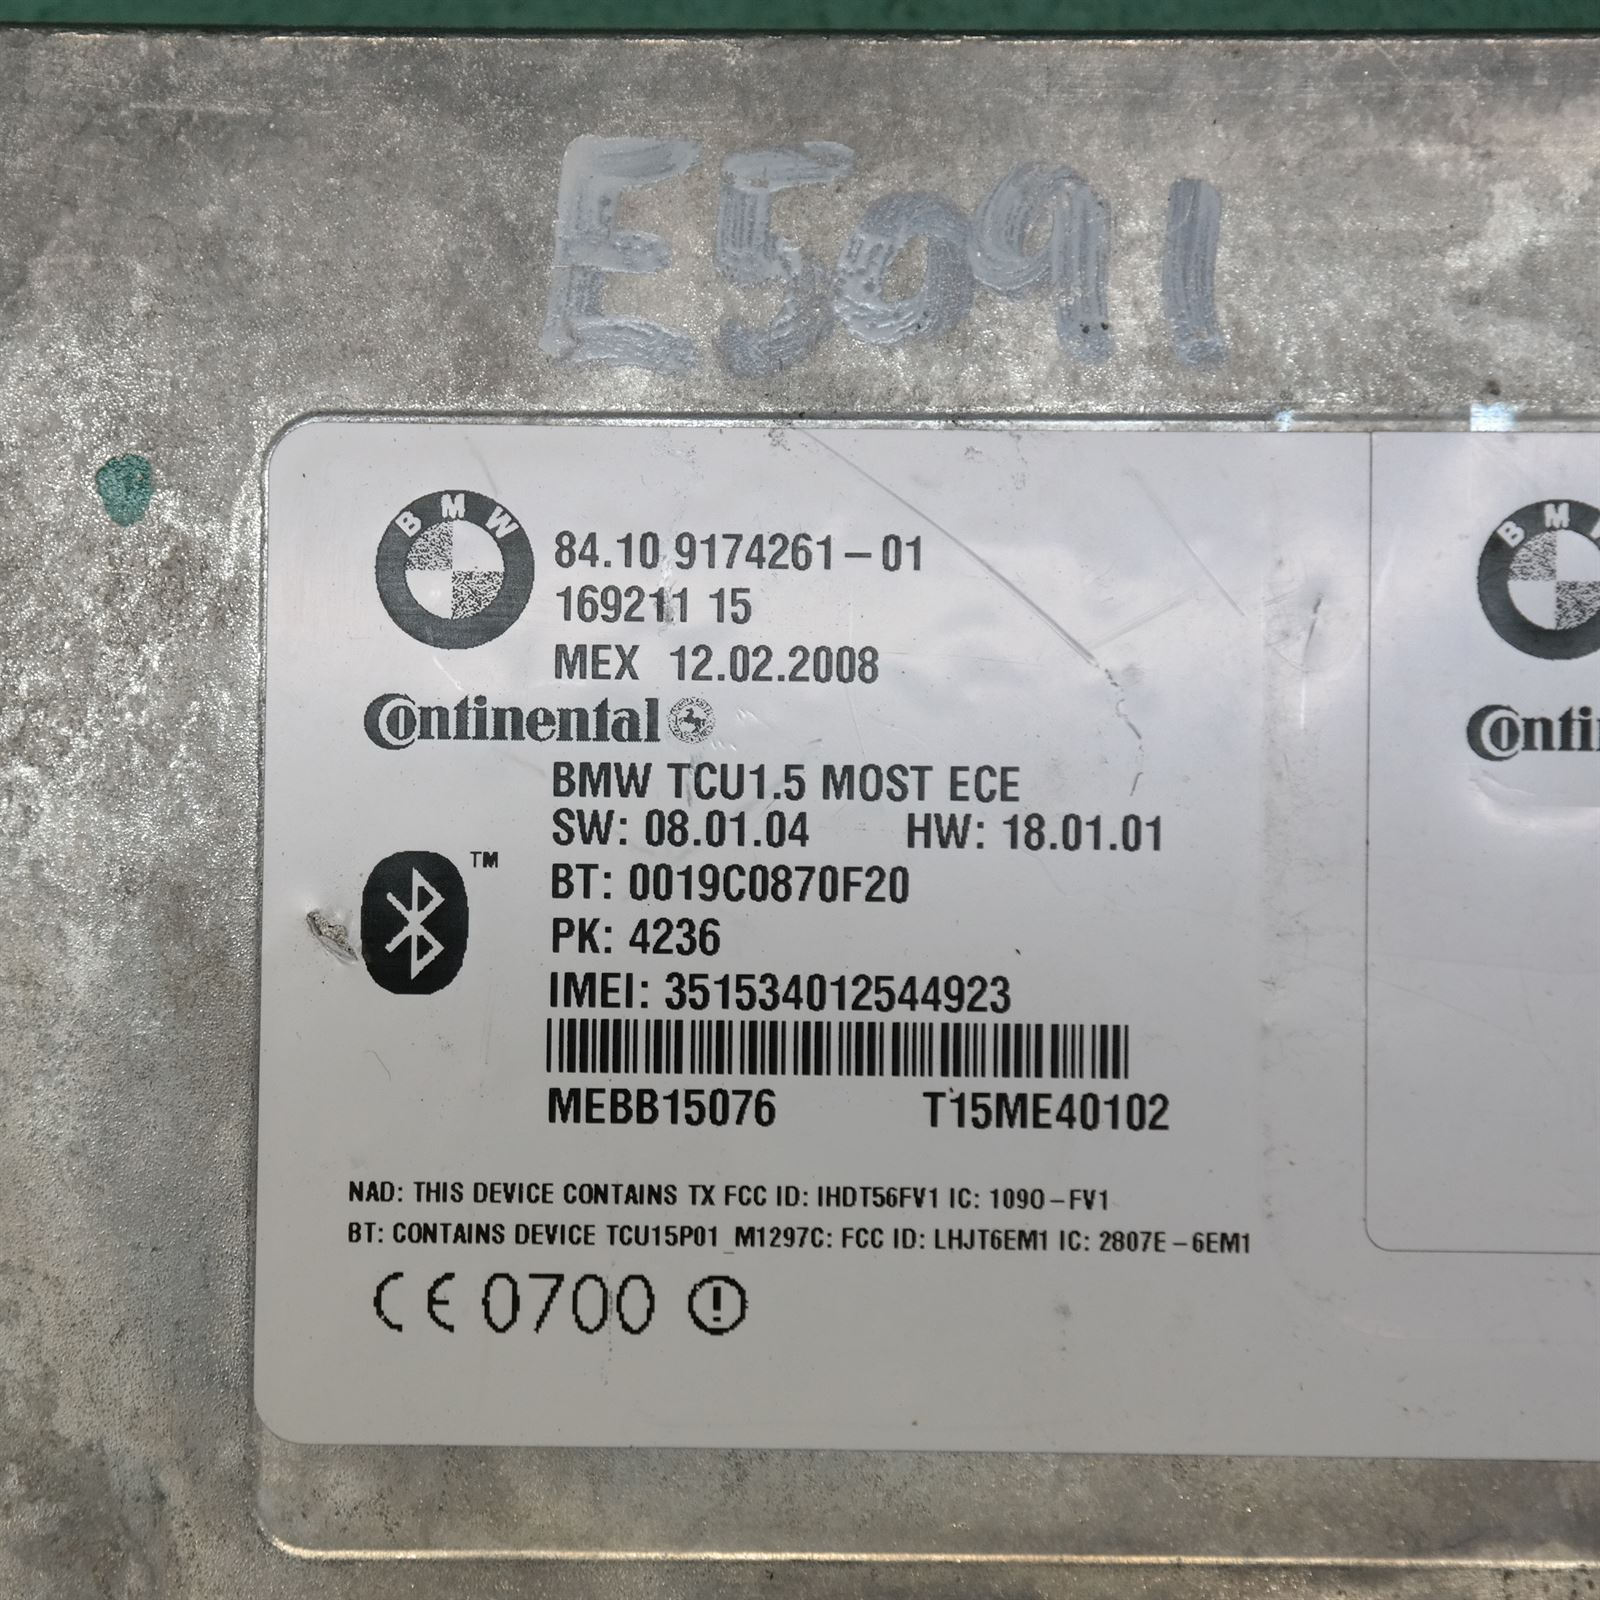 E5091
BMW
84.10 9174261-01
169211 15
MEX 12.02.2008
Continental
BMW TCU1.5 MOST ECE
SW: 08.01.04 HW: 18.01.01
TM
BT: 0019C0870F20
PK: 4236
IMEI: 351534012544923
MEBB15076 T15ME40102
NAD: THIS DEVICE CONTAINS TX FCC ID: IHDT56FV1 IC: 1090-FV1
BT: CONTAINS DEVICE TCU15P01_M1297C: FCC ID: LHJT6EM1 IC: 2807E-6EM1
CE 0700
BM
Conti